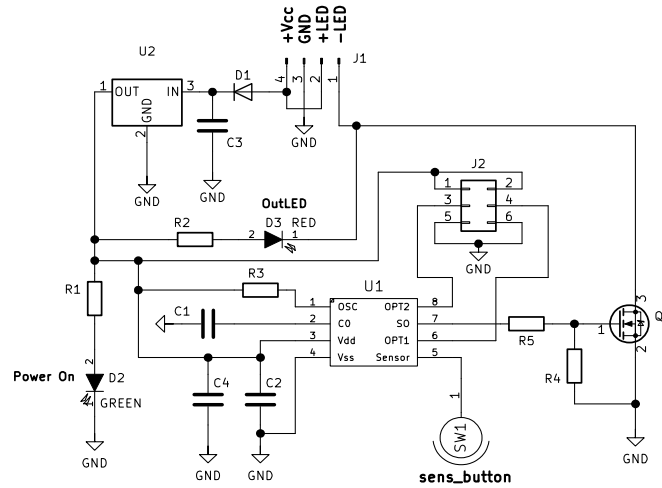 +Vcc
GND
+LED
-LED
J1
4
3
2
1
U2
1
OUT
IN
3
GND
2
D1
C3
GND
GND
GND
J2
1
2
3
4
5
6
GND
OutLED
R2
2
D3
RED
1
R1
R3
U1
C1
1
OSC
OPT2
8
2
C0
SO
7
3
Vdd
OPT1
6
4
Vss
Sensor
5
R5
1
3
Q
2
R4
Power On
2
D2
1
GREEN
C4
C2
1
SW1
GND
GND
GND
GND
sens_button